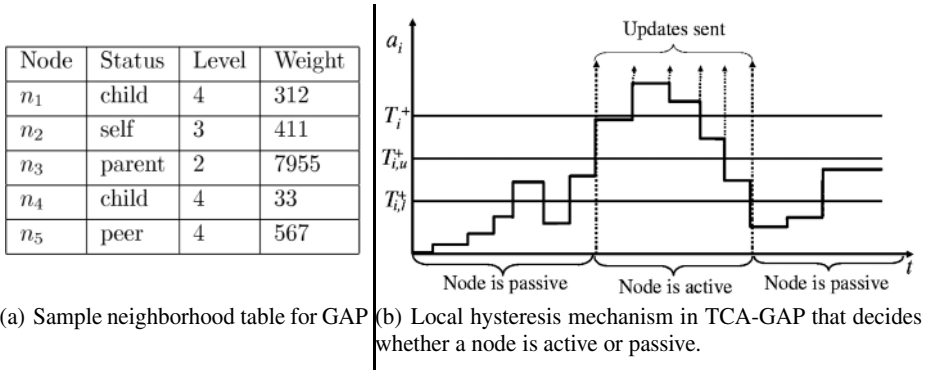 Node Status Level Weight
n1 child 4 312
n2 self 3 411
n3 parent 2 7955
n4 child 4 33
n5 peer 4 567
(a) Sample neighborhood table for GAP
Updates sent
ai
Ti+
Ti,u+
Ti,l+
t
Node is passive Node is active Node is passive
(b) Local hysteresis mechanism in TCA-GAP that decides
whether a node is active or passive.